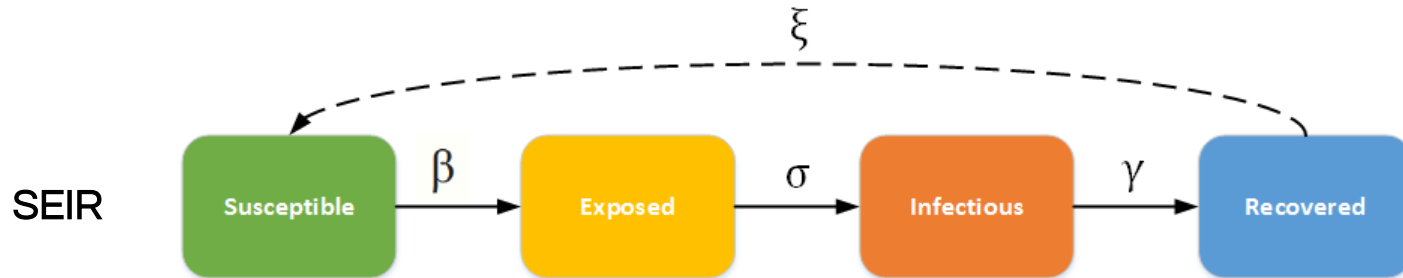 ξ
β
σ
γ
SEIR
Susceptible
Exposed
Infectious
Recovered